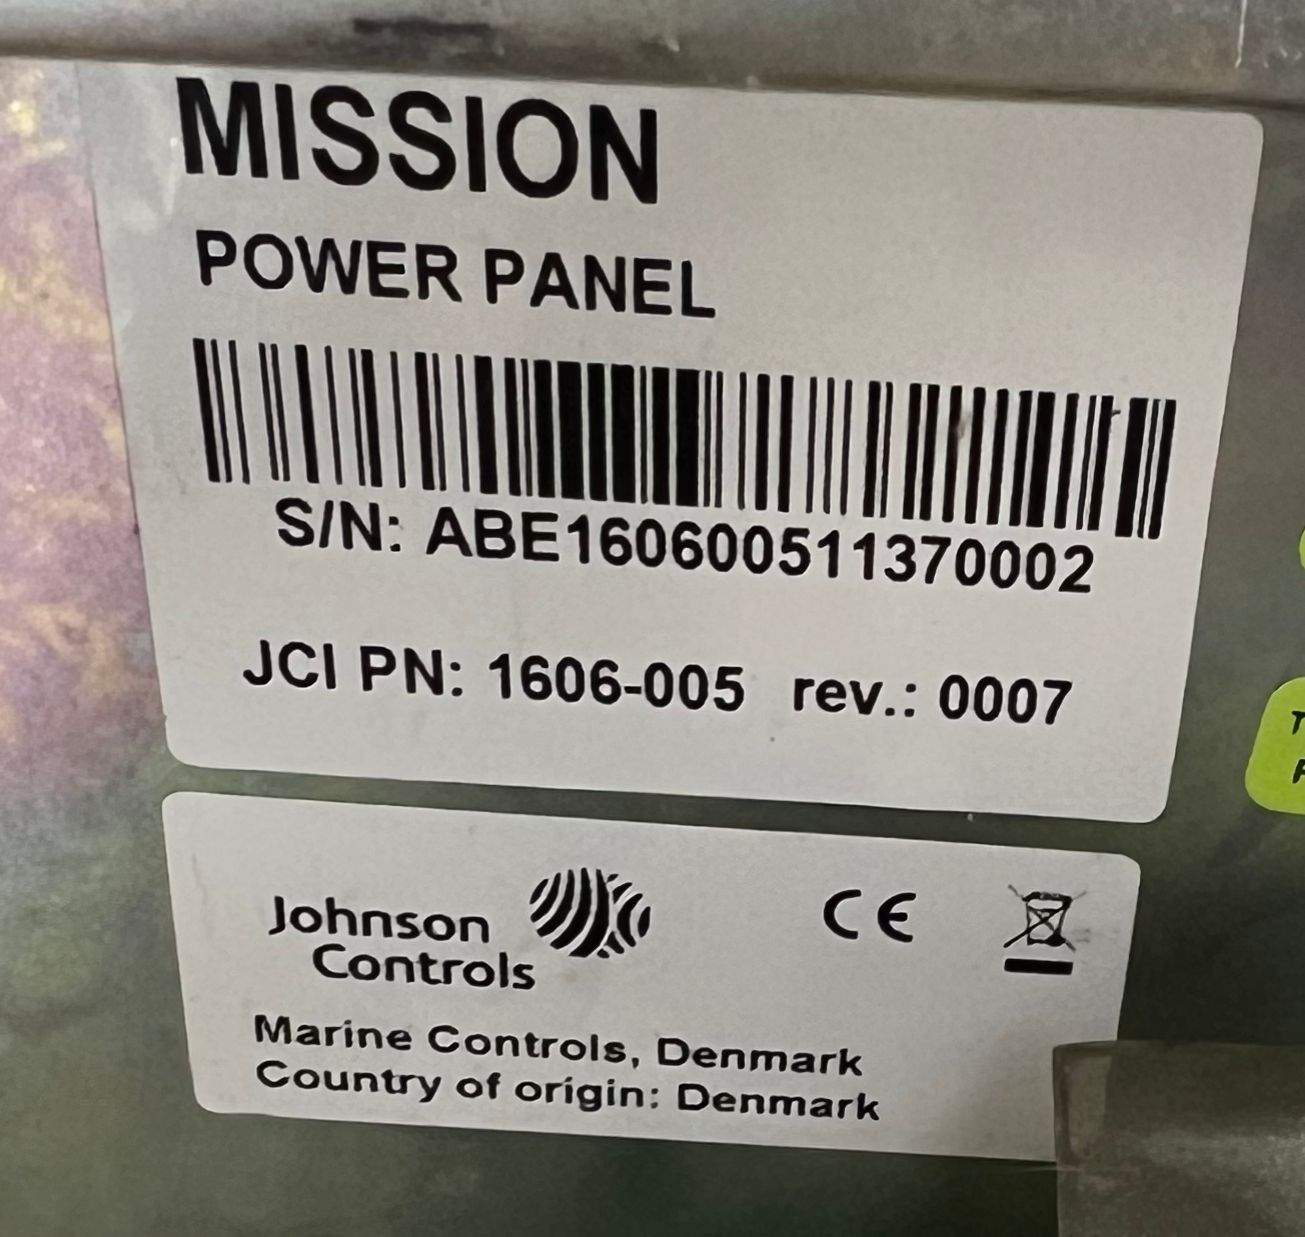 MISSION
POWER PANEL
S/N: ABE160600511370002
JCI PN: 1606-005 rev.: 0007
Johnson
Controls
CE
Marine Controls, Denmark
Country of origin: Denmark